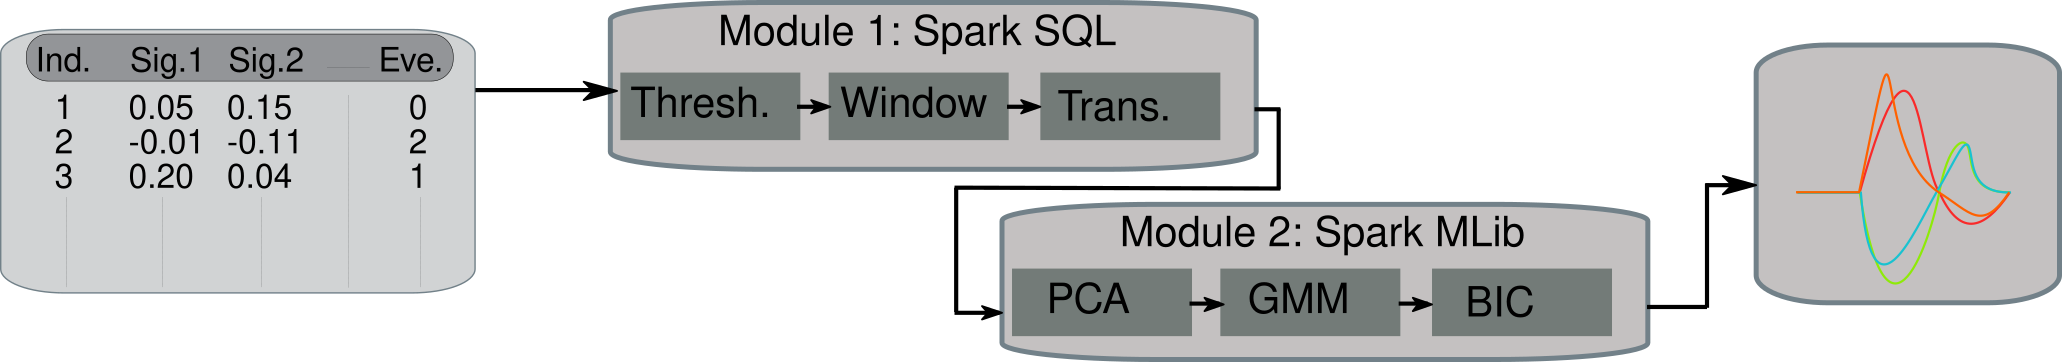 Ind. Sig.1 Sig.2 Eve.
1 0.05 0.15 0
2 -0.01 -0.11 2
3 0.20 0.04 1
Module 1: Spark SQL
Thresh. Window Trans.
Module 2: Spark MLib
PCA GMM BIC